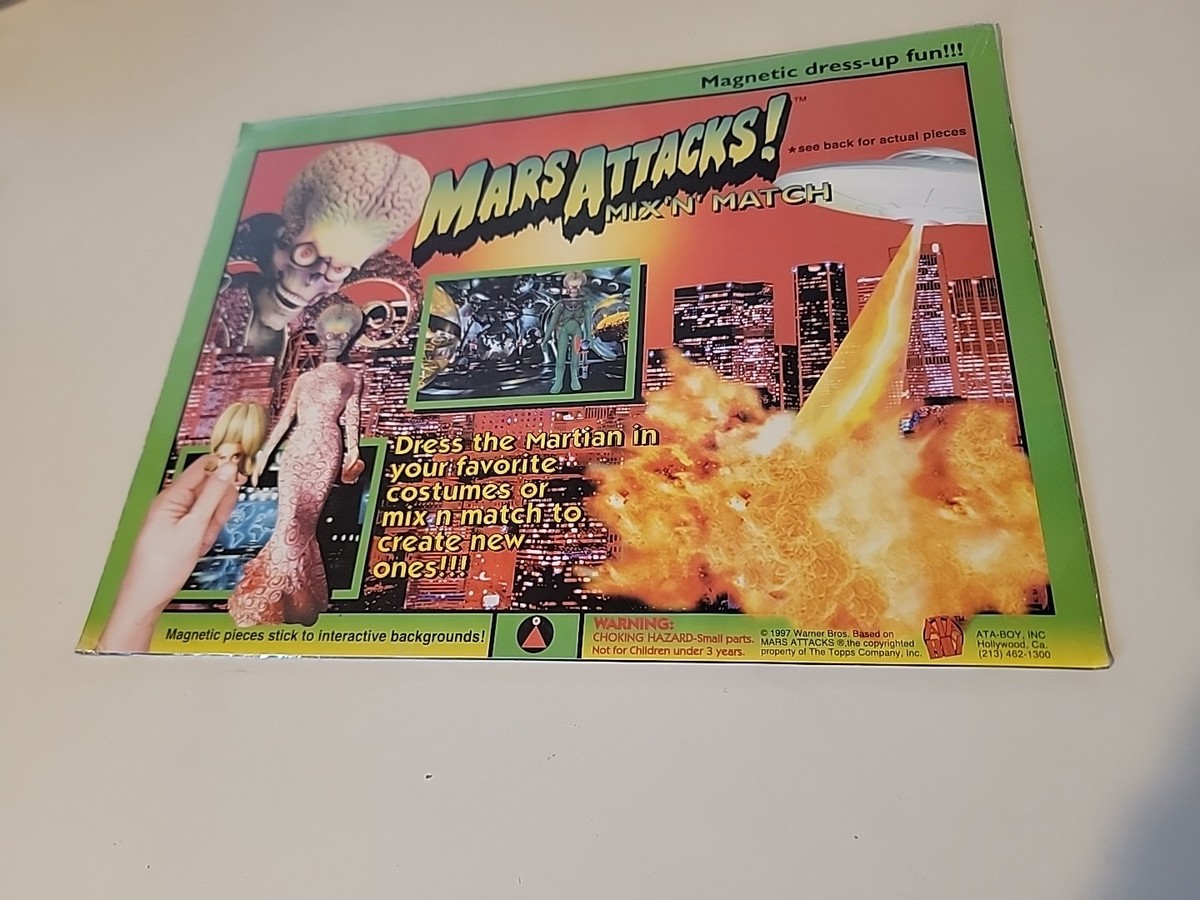 Magnetic dress-up fun!!!
MARS ATTACKS!™
★see back for actual pieces
MIX 'N' MATCH
Dress the Martian in
your favorite
costumes or
mix n match to
create new
ones!!!
Magnetic pieces stick to interactive backgrounds!
WARNING:
CHOKING HAZARD-Small parts.
Not for Children under 3 years.
© 1997 Warner Bros. Based on
MARS ATTACKS ®,the copyrighted
property of The Topps Company, Inc.
ATA-BOY, INC
Hollywood, Ca.
(213) 462-1300